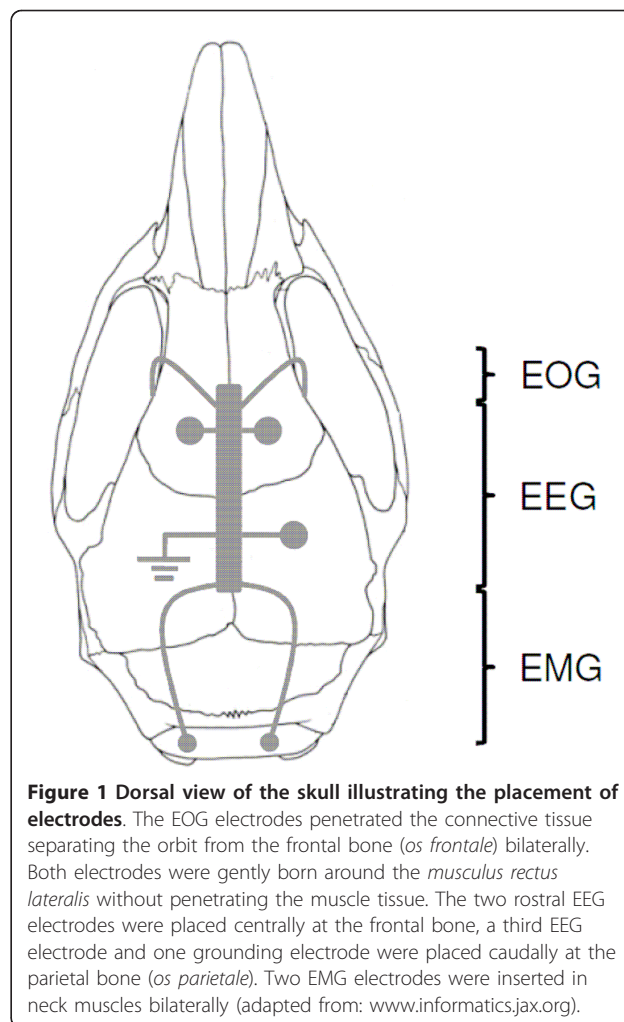 EOG
EEG
EMG
Figure 1 Dorsal view of the skull illustrating the placement of
electrodes. The EOG electrodes penetrated the connective tissue
separating the orbit from the frontal bone (os frontale) bilaterally.
Both electrodes were gently born around the musculus rectus
lateralis without penetrating the muscle tissue. The two rostral EEG
electrodes were placed centrally at the frontal bone, a third EEG
electrode and one grounding electrode were placed caudally at the
parietal bone (os parietale). Two EMG electrodes were inserted in
neck muscles bilaterally (adapted from: www.informatics.jax.org).